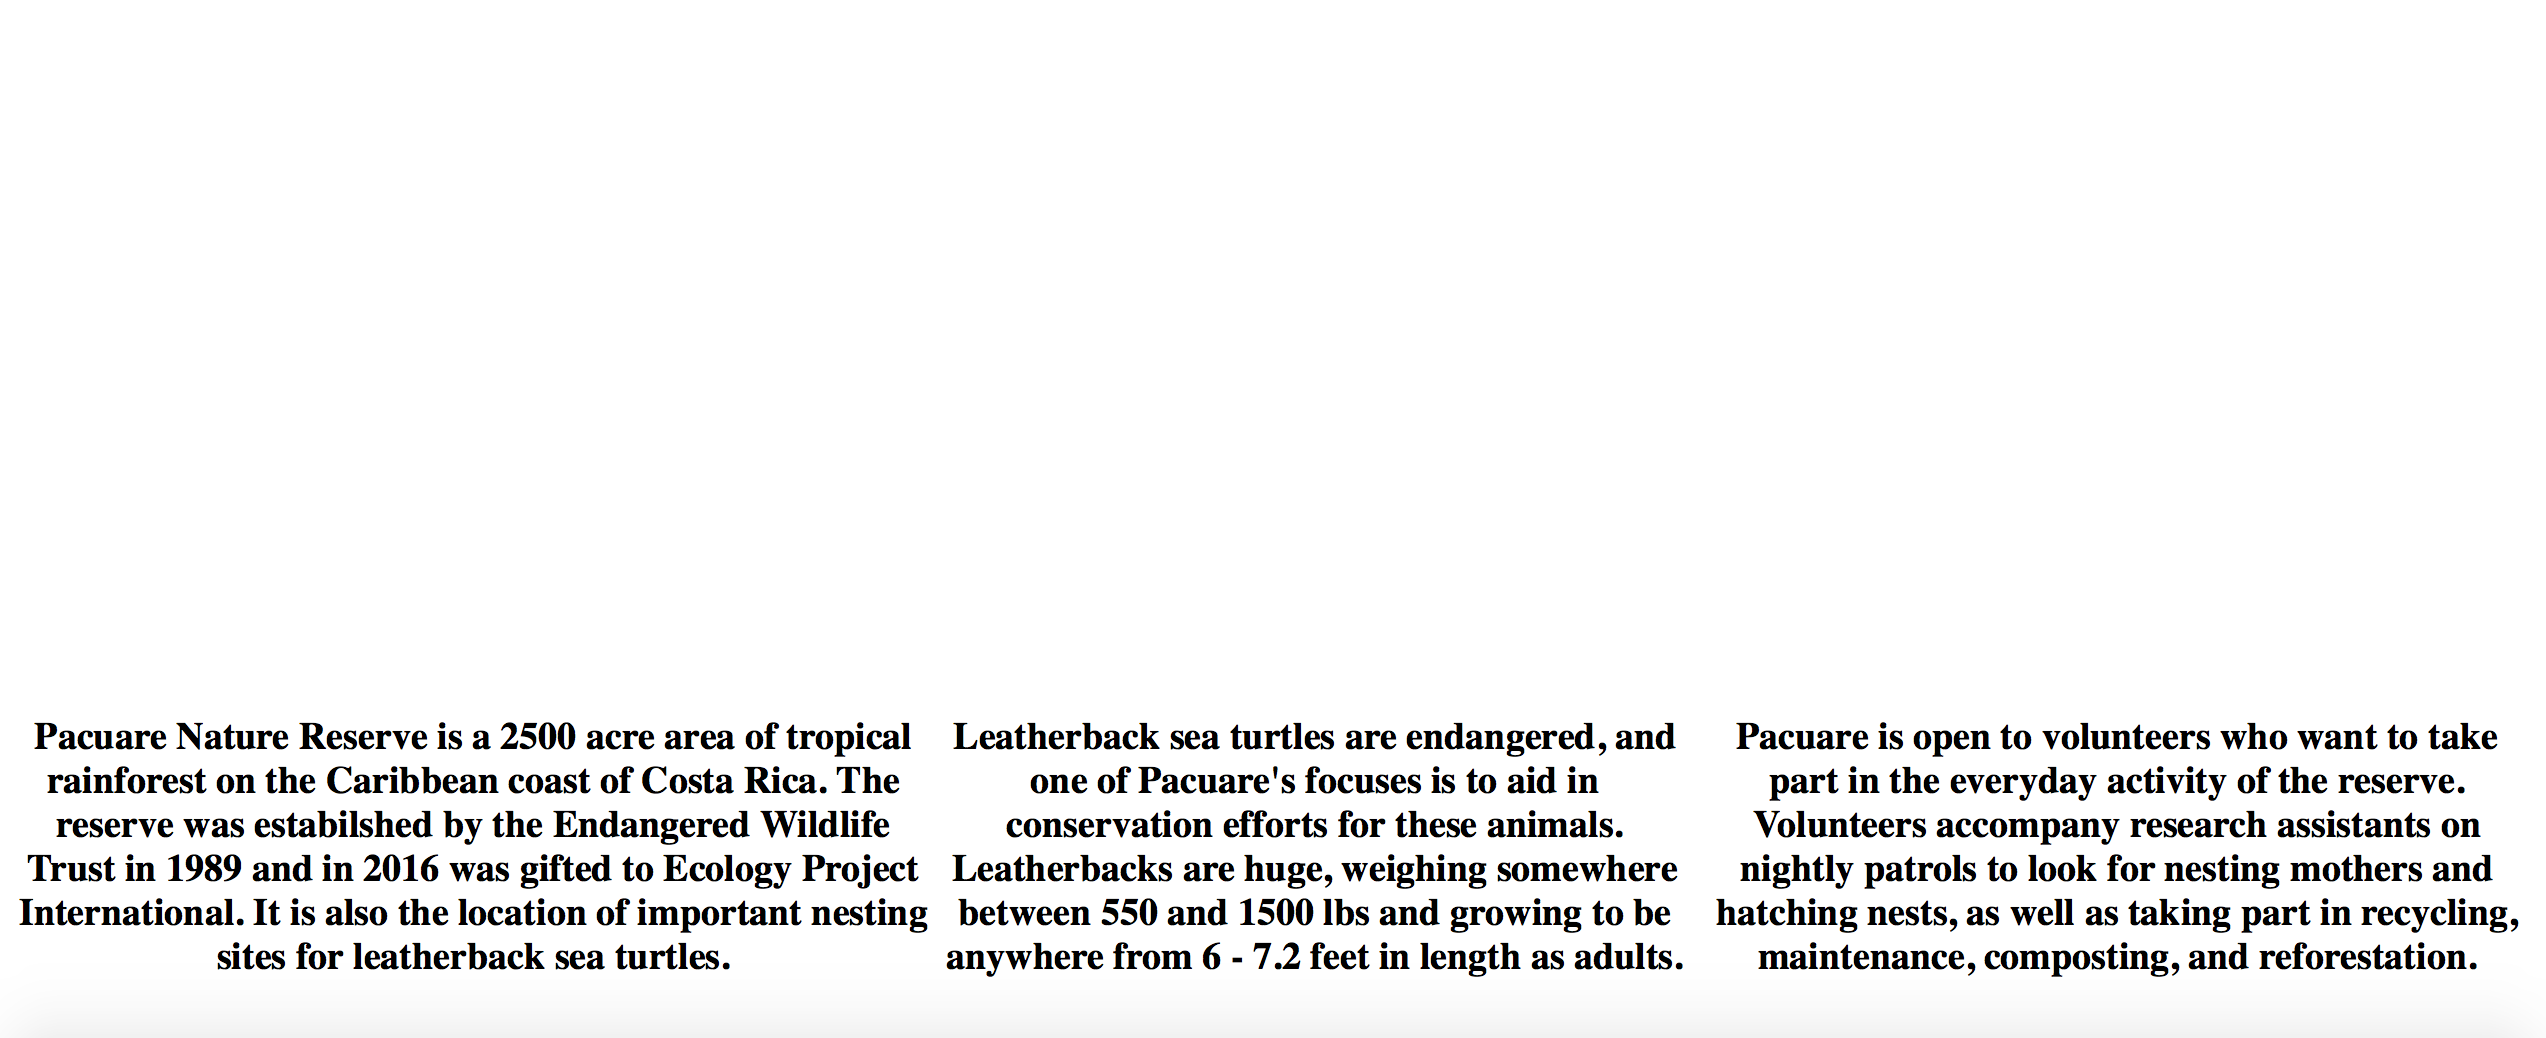 Pacuare Nature Reserve is a 2500 acre area of tropical
rainforest on the Caribbean coast of Costa Rica. The
reserve was estabilshed by the Endangered Wildlife
Trust in 1989 and in 2016 was gifted to Ecology Project
International. It is also the location of important nesting
sites for leatherback sea turtles.
Leatherback sea turtles are endangered, and
one of Pacuare's focuses is to aid in
conservation efforts for these animals.
Leatherbacks are huge, weighing somewhere
between 550 and 1500 lbs and growing to be
anywhere from 6 - 7.2 feet in length as adults.
Pacuare is open to volunteers who want to take
part in the everyday activity of the reserve.
Volunteers accompany research assistants on
nightly patrols to look for nesting mothers and
hatching nests, as well as taking part in recycling,
maintenance, composting, and reforestation.